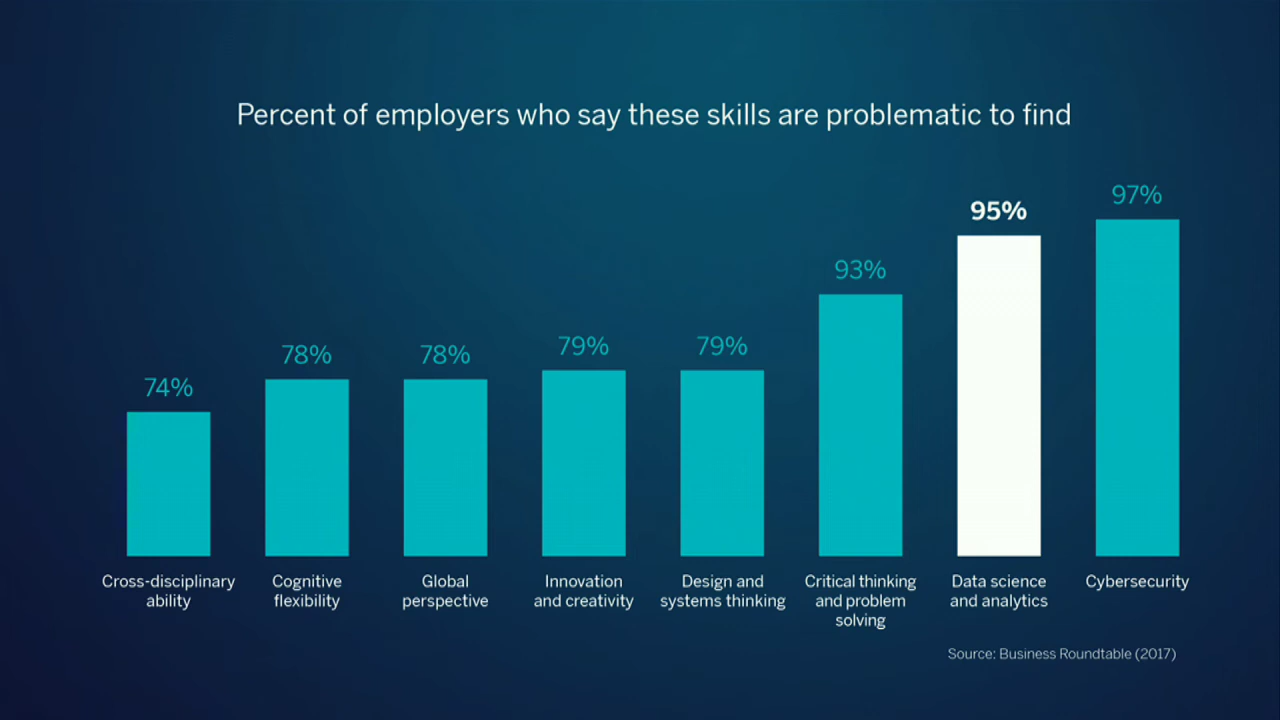 Percent of employers who say these skills are problematic to find
74%
78%
78%
79%
79%
93%
95%
97%
Cross-disciplinary
ability
Cognitive
flexibility
Global
perspective
Innovation
and creativity
Design and
systems thinking
Critical thinking
and problem
solving
Data science
and analytics
Cybersecurity
Source: Business Roundtable (2017)